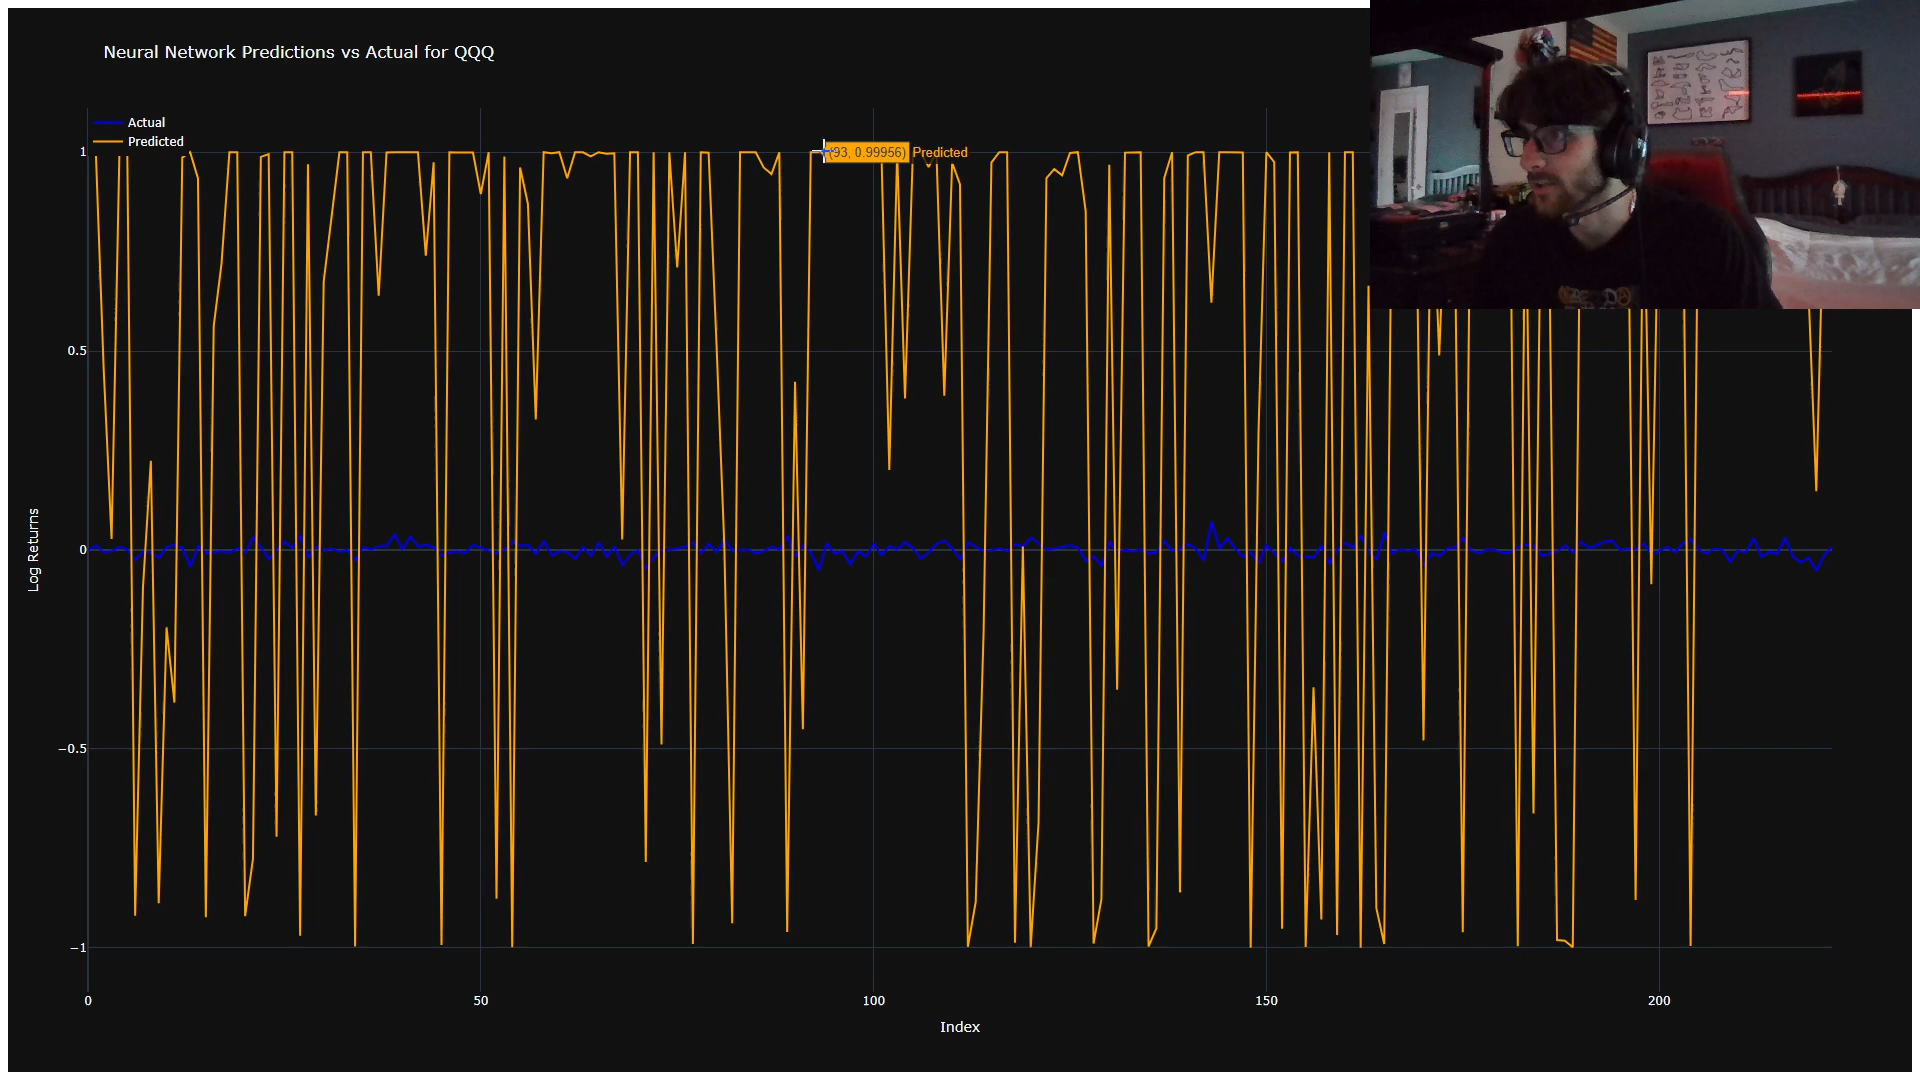 Neural Network Predictions vs Actual for QQQ
Actual
Predicted
(93, 0.99956) Predicted
1
0.5
0
−0.5
−1
Log Returns
0 50 100 150 200
Index